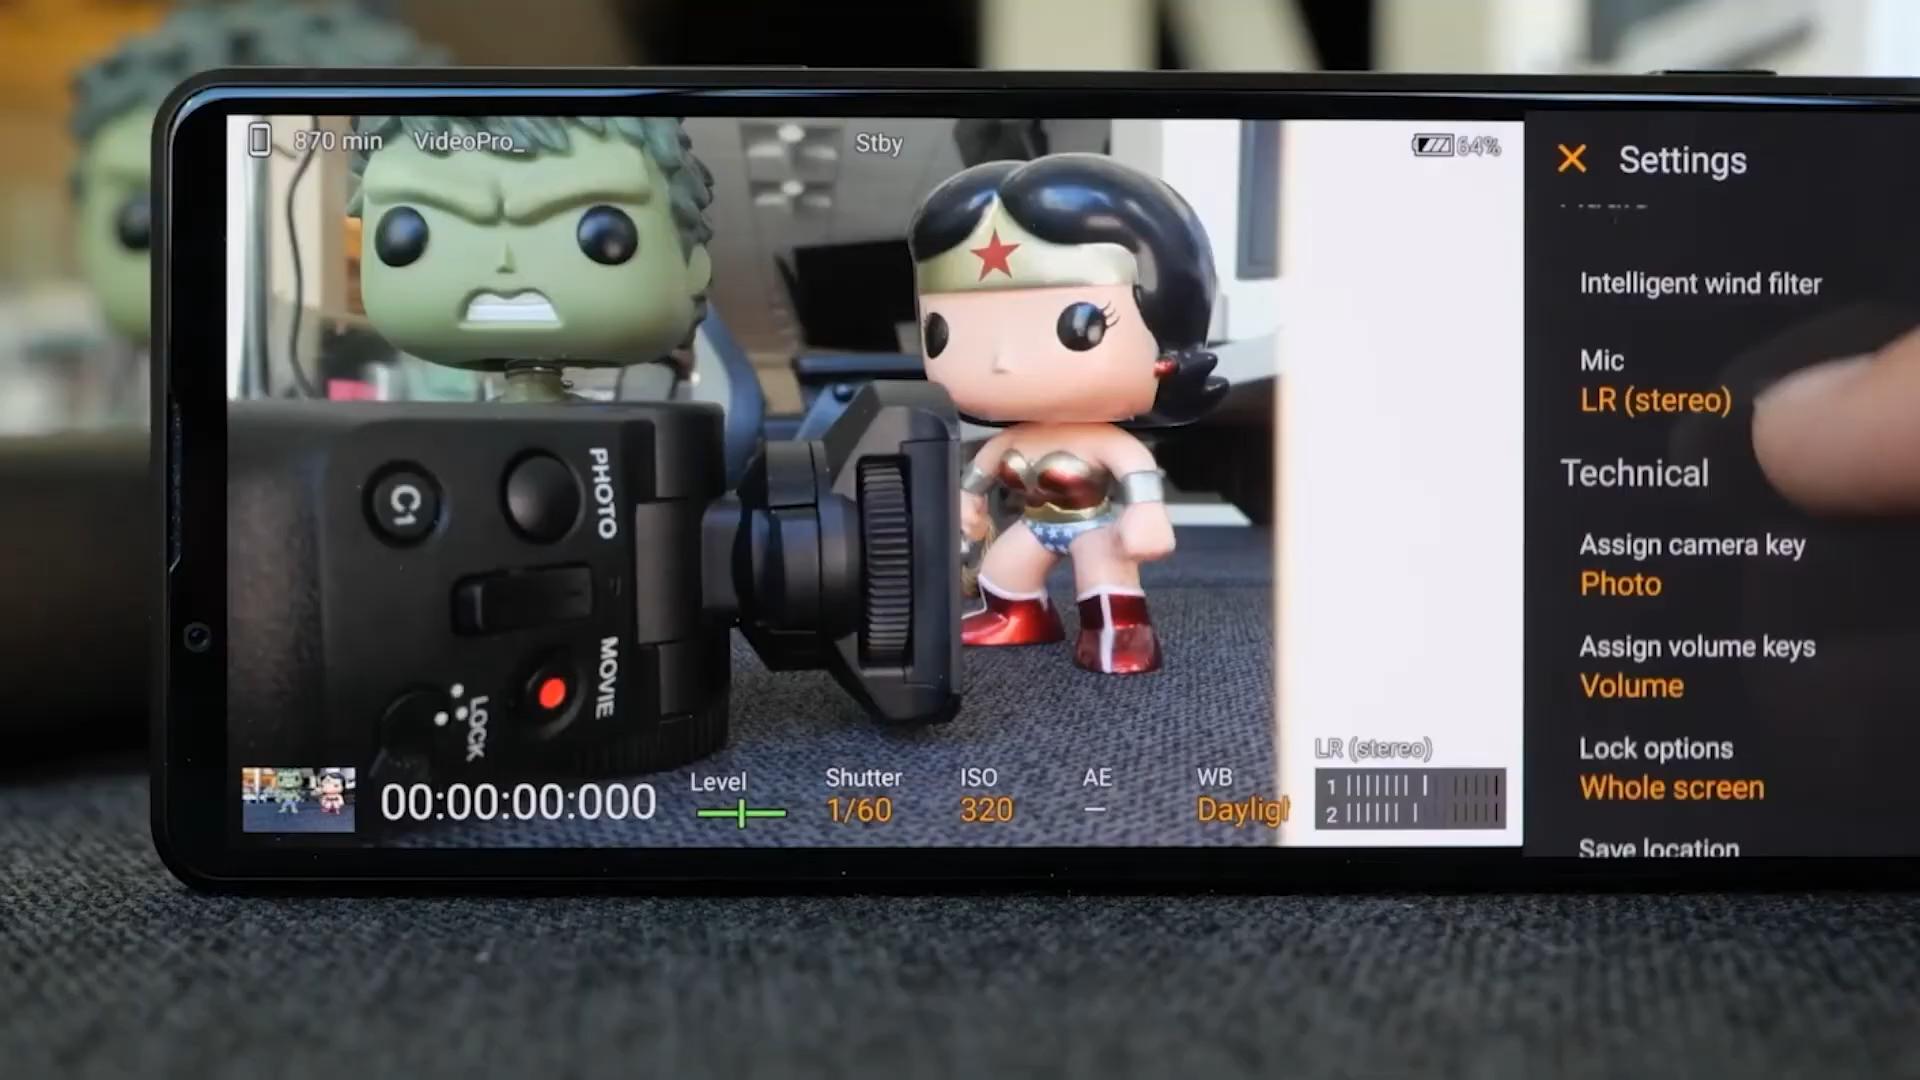 870 min VideoPro_ Stby 64%
Settings
Intelligent wind filter
Mic
LR (stereo)
Technical
Assign camera key
Photo
Assign volume keys
Volume
Lock options
Whole screen
Save location
C1
PHOTO
MOVIE
LOCK
00:00:00:000
Level
Shutter
1/60
ISO
320
AE
—
WB
Dayligh
LR (stereo)
1
2